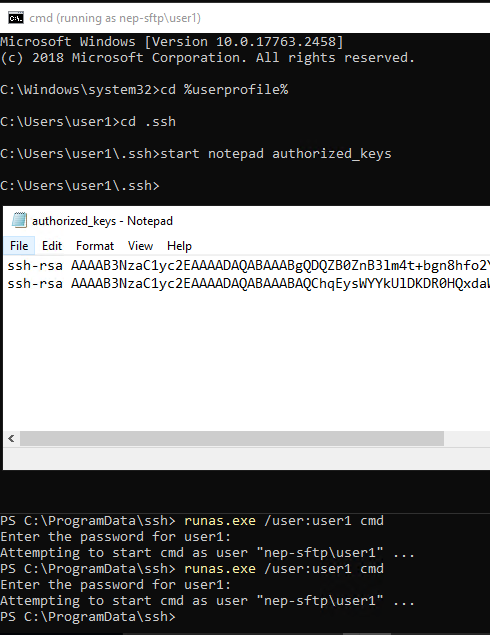 cmd (running as nep-sftp\user1)
Microsoft Windows [Version 10.0.17763.2458]
(c) 2018 Microsoft Corporation. All rights reserved.
C:\Windows\system32>cd %userprofile%
C:\Users\user1>cd .ssh
C:\Users\user1\.ssh>start notepad authorized_keys
C:\Users\user1\.ssh>
authorized_keys - Notepad
File Edit Format View Help
ssh-rsa AAAAB3NzaC1yc2EAAAADAQABAAABgQDQZB0ZnB3lm4t+bgn8hfo2Y
ssh-rsa AAAAB3NzaC1yc2EAAAADAQABAAABAQChqEysWYYkUlDKDR0HQxdaW
PS C:\ProgramData\ssh> runas.exe /user:user1 cmd
Enter the password for user1:
Attempting to start cmd as user "nep-sftp\user1" ...
PS C:\ProgramData\ssh> runas.exe /user:user1 cmd
Enter the password for user1:
Attempting to start cmd as user "nep-sftp\user1" ...
PS C:\ProgramData\ssh>